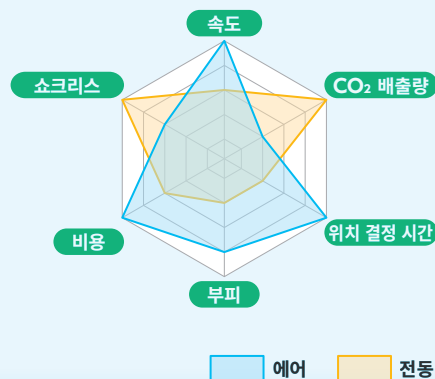 속도
쇼크리스
CO₂ 배출량
비용
위치 결정 시간
부피
에어
전동